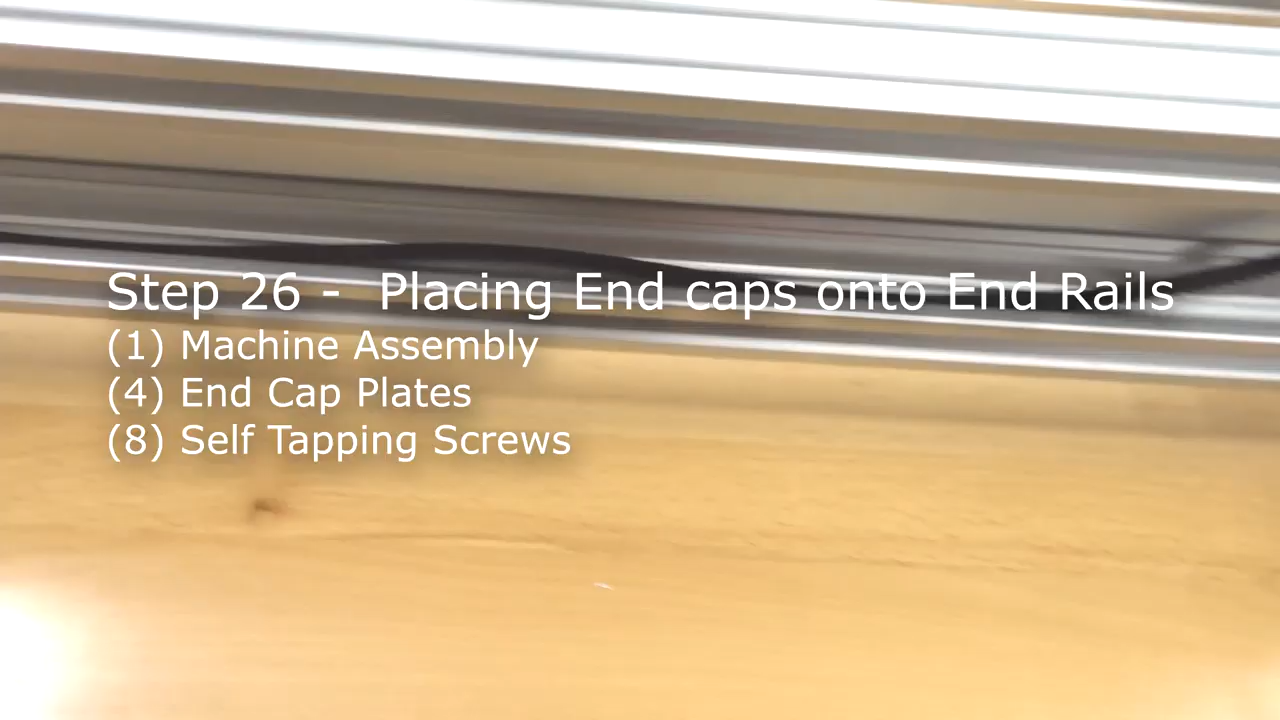 Step 26 -  Placing End caps onto End Rails
(1) Machine Assembly
(4) End Cap Plates
(8) Self Tapping Screws